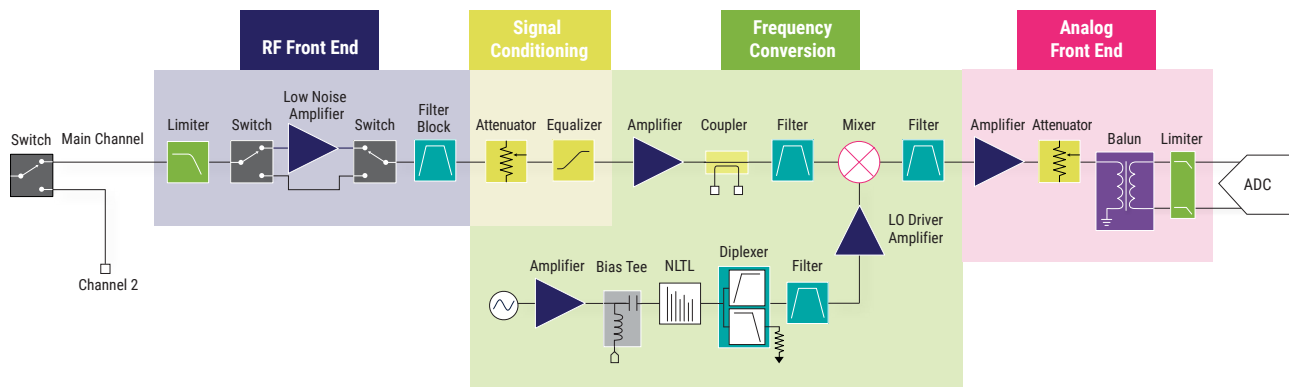 RF Front End
Signal
Conditioning
Frequency
Conversion
Analog
Front End
Switch
Main Channel
Limiter
Switch
Low Noise
Amplifier
Switch
Filter
Block
Attenuator
Equalizer
Amplifier
Coupler
Filter
Mixer
Filter
Amplifier
Attenuator
Balun
Limiter
ADC
Channel 2
Amplifier
Bias Tee
NLTL
Diplexer
Filter
LO Driver
Amplifier